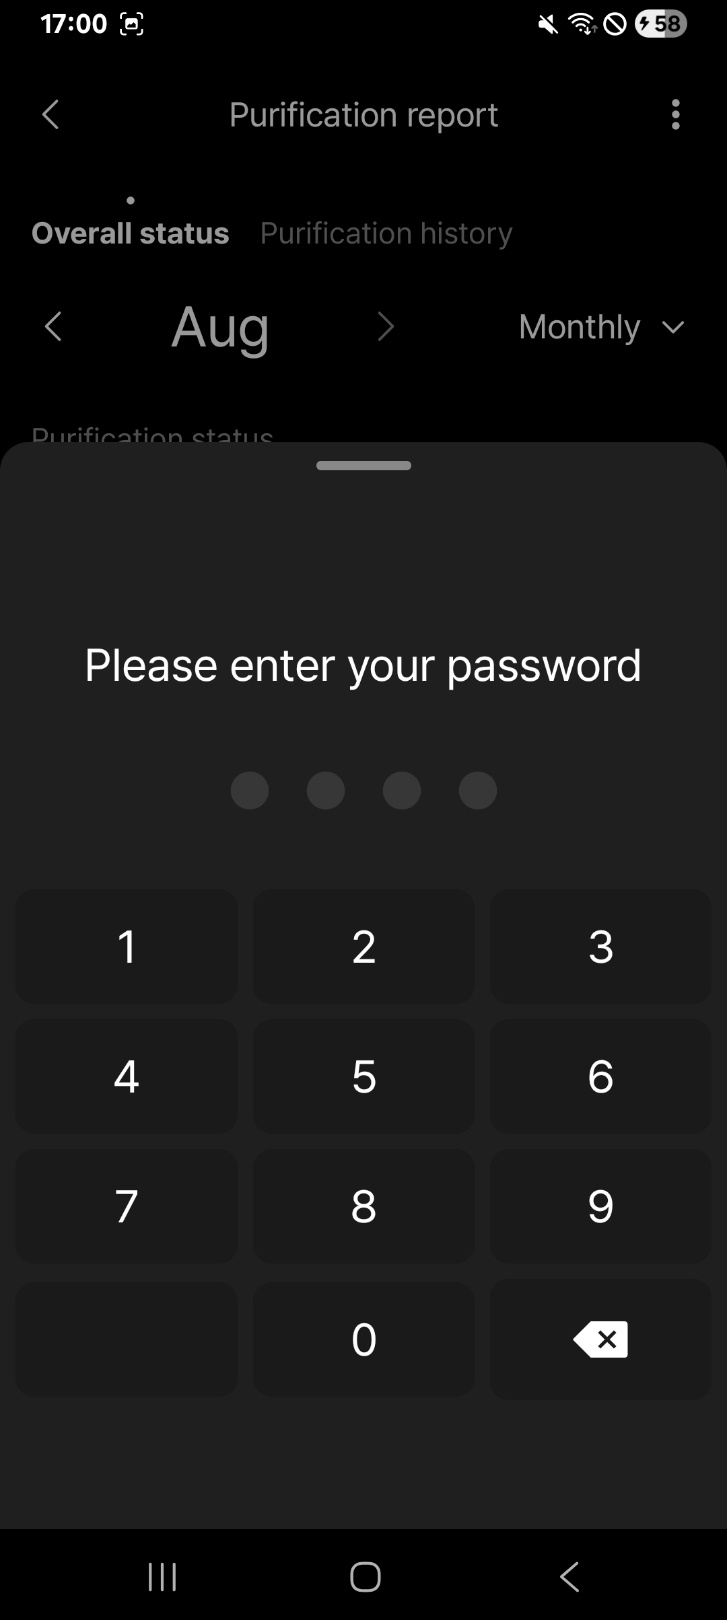 17:00
58
Purification report
Overall status Purification history
Aug Monthly
Purification status
Please enter your password
1 2 3
4 5 6
7 8 9
0